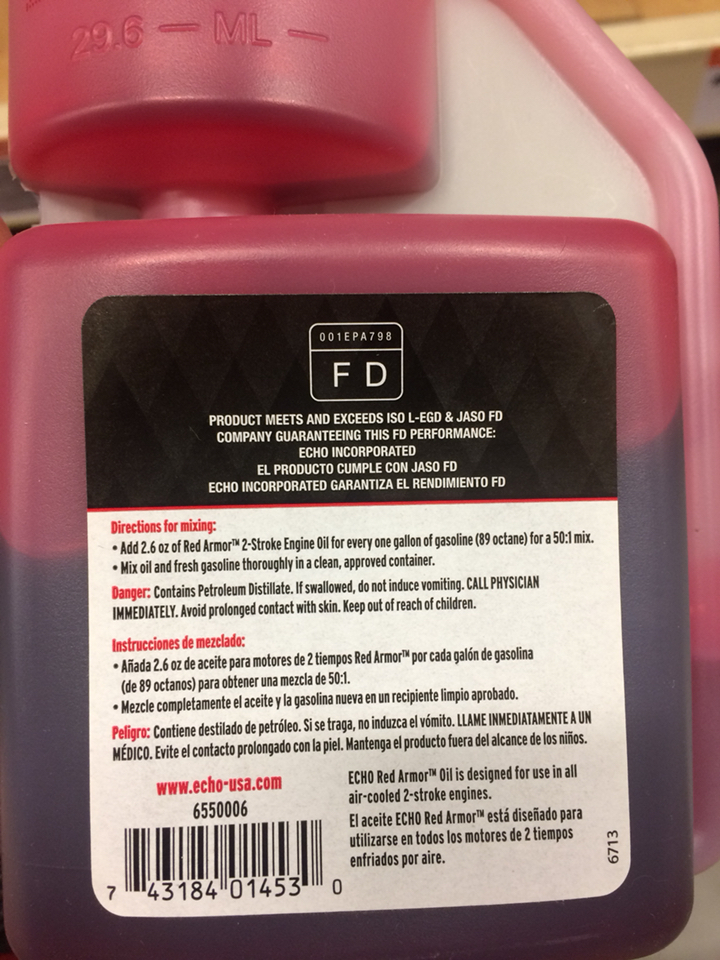 29.6 — ML —
001EPA798
FD
PRODUCT MEETS AND EXCEEDS ISO L-EGD & JASO FD
COMPANY GUARANTEEING THIS FD PERFORMANCE:
ECHO INCORPORATED
EL PRODUCTO CUMPLE CON JASO FD
ECHO INCORPORATED GARANTIZA EL RENDIMIENTO FD
Directions for mixing:
• Add 2.6 oz of Red Armor™ 2-Stroke Engine Oil for every one gallon of gasoline (89 octane) for a 50:1 mix.
• Mix oil and fresh gasoline thoroughly in a clean, approved container.
Danger: Contains Petroleum Distillate. If swallowed, do not induce vomiting. CALL PHYSICIAN
IMMEDIATELY. Avoid prolonged contact with skin. Keep out of reach of children.
Instrucciones de mezclado:
• Añada 2.6 oz de aceite para motores de 2 tiempos Red Armor™ por cada galón de gasolina
(de 89 octanos) para obtener una mezcla de 50:1.
• Mezcle completamente el aceite y la gasolina nueva en un recipiente limpio aprobado.
Peligro: Contiene destilado de petróleo. Si se traga, no induzca el vómito. LLAME INMEDIATAMENTE A UN
MÉDICO. Evite el contacto prolongado con la piel. Mantenga el producto fuera del alcance de los niños.
www.echo-usa.com
6550006
7 43184 01453 0
ECHO Red Armor™ Oil is designed for use in all
air-cooled 2-stroke engines.
El aceite ECHO Red Armor™ está diseñado para
utilizarse en todos los motores de 2 tiempos
enfriados por aire.
6713